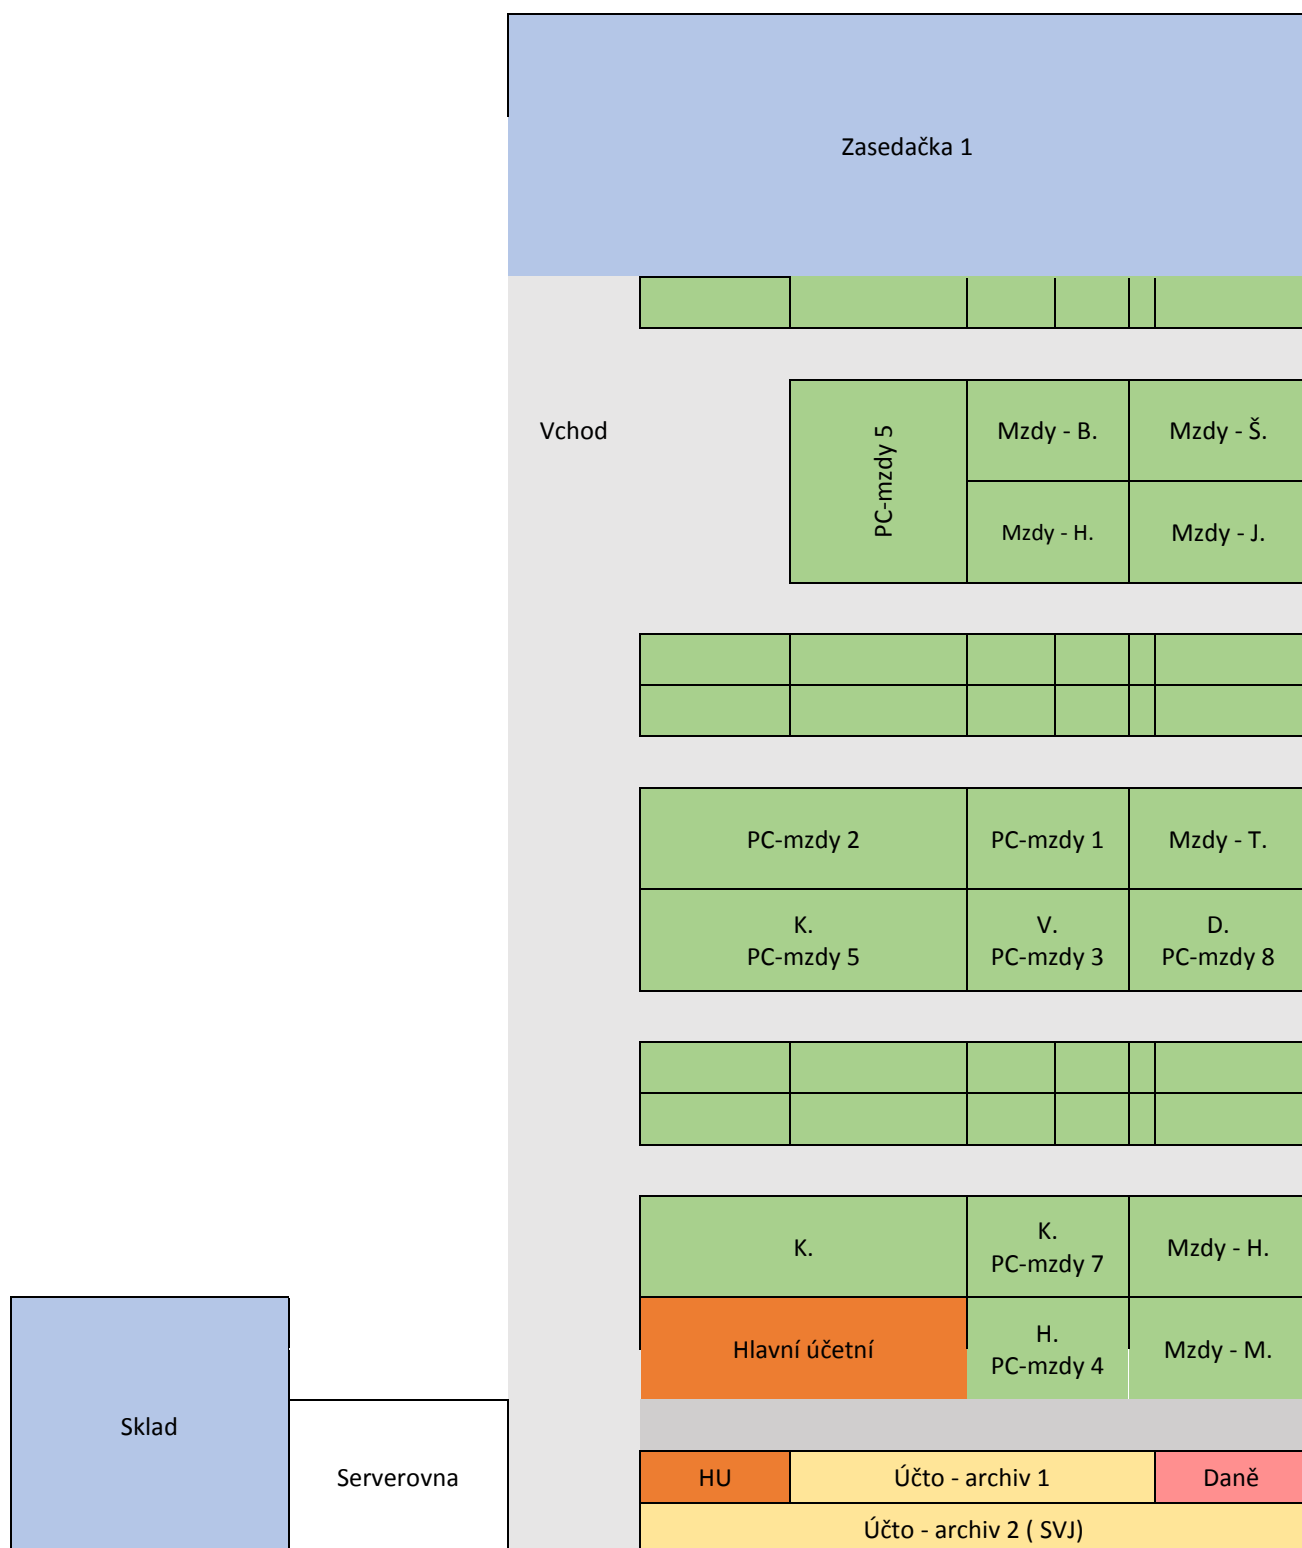 Zasedačka 1
Vchod
PC-mzdy 5
Mzdy - B.
Mzdy - Š.
Mzdy - H.
Mzdy - J.
PC-mzdy 2
PC-mzdy 1
Mzdy - T.
K.
PC-mzdy 5
V.
PC-mzdy 3
D.
PC-mzdy 8
K.
K.
PC-mzdy 7
Mzdy - H.
Hlavní účetní
H.
PC-mzdy 4
Mzdy - M.
Sklad
Serverovna
HU
Účto - archiv 1
Daně
Účto - archiv 2 ( SVJ)